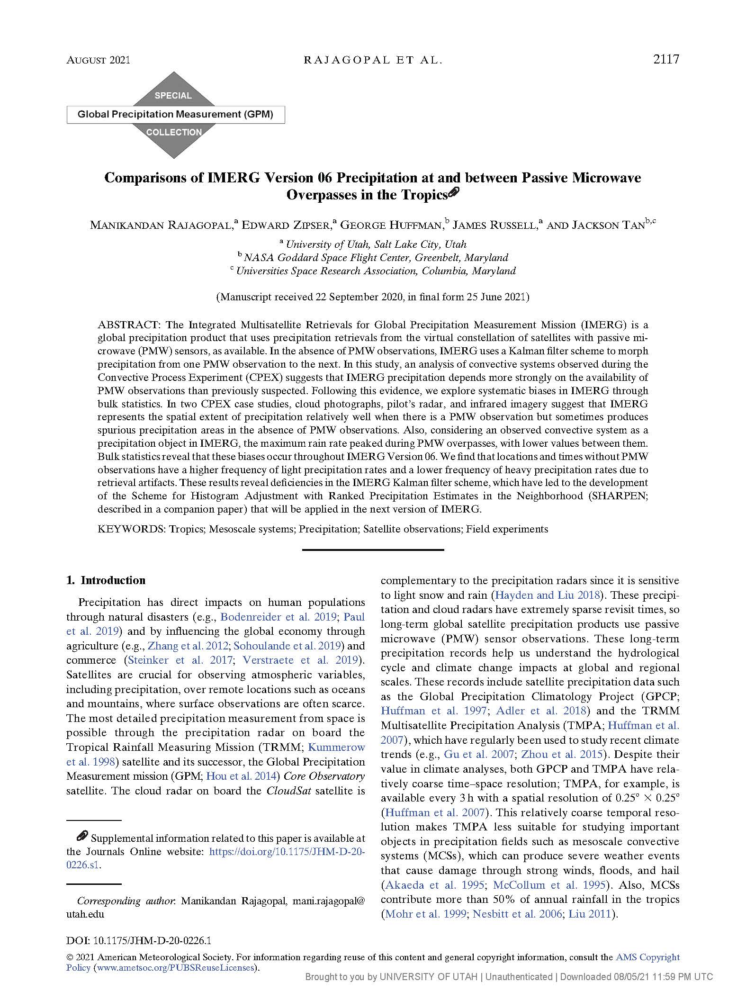 AUGUST 2021 RAJAGOPAL ET AL. 2117
SPECIAL
Global Precipitation Measurement (GPM)
COLLECTION
Comparisons of IMERG Version 06 Precipitation at and between Passive Microwave
Overpasses in the Tropics
MANIKANDAN RAJAGOPAL,a EDWARD ZIPSER,a GEORGE HUFFMAN,b JAMES RUSSELL,a AND JACKSON TANb,c
a University of Utah, Salt Lake City, Utah
b NASA Goddard Space Flight Center, Greenbelt, Maryland
c Universities Space Research Association, Columbia, Maryland
(Manuscript received 22 September 2020, in final form 25 June 2021)
ABSTRACT: The Integrated Multisatellite Retrievals for Global Precipitation Measurement Mission (IMERG) is a
global precipitation product that uses precipitation retrievals from the virtual constellation of satellites with passive mi-
crowave (PMW) sensors, as available. In the absence of PMW observations, IMERG uses a Kalman filter scheme to morph
precipitation from one PMW observation to the next. In this study, an analysis of convective systems observed during the
Convective Process Experiment (CPEX) suggests that IMERG precipitation depends more strongly on the availability of
PMW observations than previously suspected. Following this evidence, we explore systematic biases in IMERG through
bulk statistics. In two CPEX case studies, cloud photographs, pilot's radar, and infrared imagery suggest that IMERG
represents the spatial extent of precipitation relatively well when there is a PMW observation but sometimes produces
spurious precipitation areas in the absence of PMW observations. Also, considering an observed convective system as a
precipitation object in IMERG, the maximum rain rate peaked during PMW overpasses, with lower values between them.
Bulk statistics reveal that these biases occur throughout IMERG Version 06. We find that locations and times without PMW
observations have a higher frequency of light precipitation rates and a lower frequency of heavy precipitation rates due to
retrieval artifacts. These results reveal deficiencies in the IMERG Kalman filter scheme, which have led to the development
of the Scheme for Histogram Adjustment with Ranked Precipitation Estimates in the Neighborhood (SHARPEN;
described in a companion paper) that will be applied in the next version of IMERG.
KEYWORDS: Tropics; Mesoscale systems; Precipitation; Satellite observations; Field experiments
1. Introduction
Precipitation has direct impacts on human populations
through natural disasters (e.g., Bodenreider et al. 2019; Paul
et al. 2019) and by influencing the global economy through
agriculture (e.g., Zhang et al. 2012; Sohoulande et al. 2019) and
commerce (Steinker et al. 2017; Verstraete et al. 2019).
Satellites are crucial for observing atmospheric variables,
including precipitation, over remote locations such as oceans
and mountains, where surface observations are often scarce.
The most detailed precipitation measurement from space is
possible through the precipitation radar on board the
Tropical Rainfall Measuring Mission (TRMM; Kummerow
et al. 1998) satellite and its successor, the Global Precipitation
Measurement mission (GPM; Hou et al. 2014) Core Observatory
satellite. The cloud radar on board the CloudSat satellite is
Supplemental information related to this paper is available at
the Journals Online website: https://doi.org/10.1175/JHM-D-20-
0226.s1.
Corresponding author: Manikandan Rajagopal, mani.rajagopal@
utah.edu
complementary to the precipitation radars since it is sensitive
to light snow and rain (Hayden and Liu 2018). These precipi-
tation and cloud radars have extremely sparse revisit times, so
long-term global satellite precipitation products use passive
microwave (PMW) sensor observations. These long-term
precipitation records help us understand the hydrological
cycle and climate change impacts at global and regional
scales. These records include satellite precipitation data such
as the Global Precipitation Climatology Project (GPCP;
Huffman et al. 1997; Adler et al. 2018) and the TRMM
Multisatellite Precipitation Analysis (TMPA; Huffman et al.
2007), which have regularly been used to study recent climate
trends (e.g., Gu et al. 2007; Zhou et al. 2015). Despite their
value in climate analyses, both GPCP and TMPA have rela-
tively coarse time–space resolution; TMPA, for example, is
available every 3 h with a spatial resolution of 0.25° × 0.25°
(Huffman et al. 2007). This relatively coarse temporal reso-
lution makes TMPA less suitable for studying important
objects in precipitation fields such as mesoscale convective
systems (MCSs), which can produce severe weather events
that cause damage through strong winds, floods, and hail
(Akaeda et al. 1995; McCollum et al. 1995). Also, MCSs
contribute more than 50% of annual rainfall in the tropics
(Mohr et al. 1999; Nesbitt et al. 2006; Liu 2011).
DOI: 10.1175/JHM-D-20-0226.1
© 2021 American Meteorological Society. For information regarding reuse of this content and general copyright information, consult the AMS Copyright
Policy (www.ametsoc.org/PUBSReuseLicenses).
Brought to you by UNIVERSITY OF UTAH | Unauthenticated | Downloaded 08/05/21 11:59 PM UTC